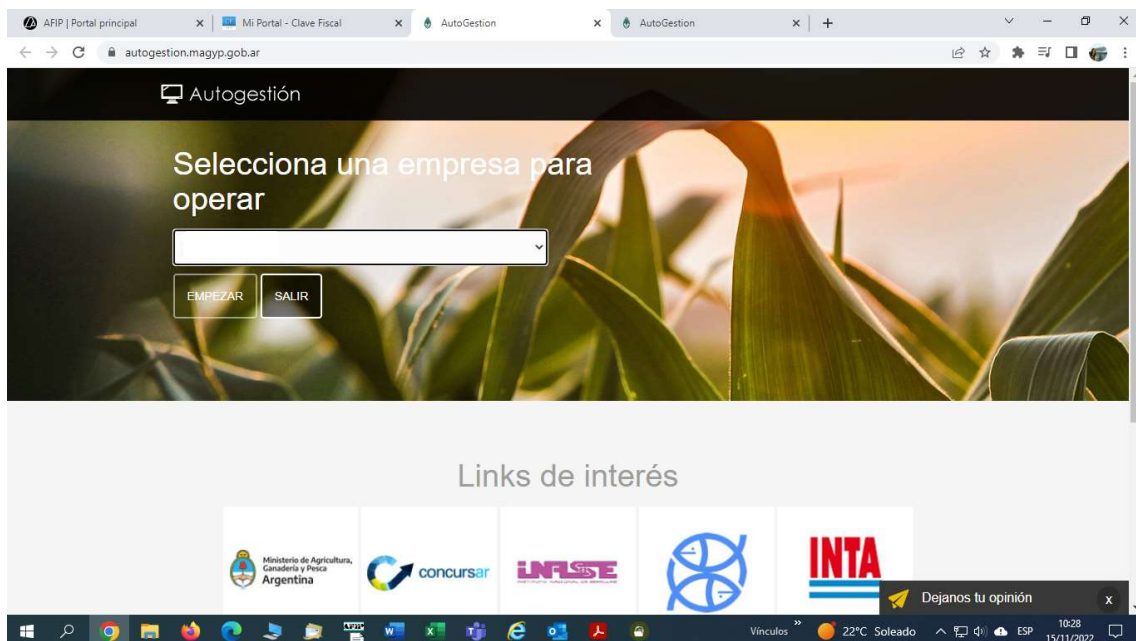 AFIP | Portal principal
Mi Portal - Clave Fiscal
AutoGestion
AutoGestion
autogestion.magyp.gob.ar
Autogestión
Selecciona una empresa para
operar
EMPEZAR
SALIR
Links de interés
Ministerio de Agricultura,
Ganadería y Pesca
Argentina
concursar
INASE
INTA
Dejanos tu opinión
x
AFIP
Vínculos
22°C Soleado
ESP
10:28
15/11/2022